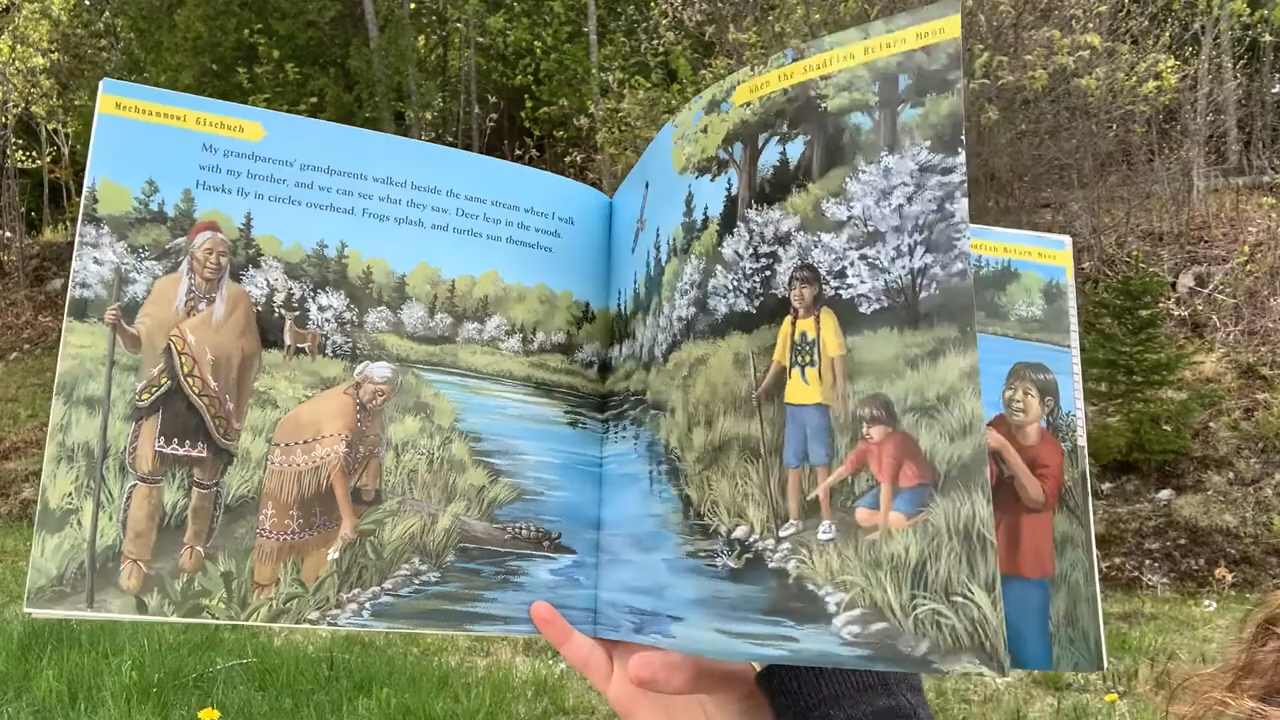 Mechoammowi Gischuch
My grandparents' grandparents walked beside the same stream where I walk
with my brother, and we can see what they saw. Deer leap in the woods.
Hawks fly in circles overhead. Frogs splash, and turtles sun themselves.
When the Shadfish Return Moon
adfish Return Moon